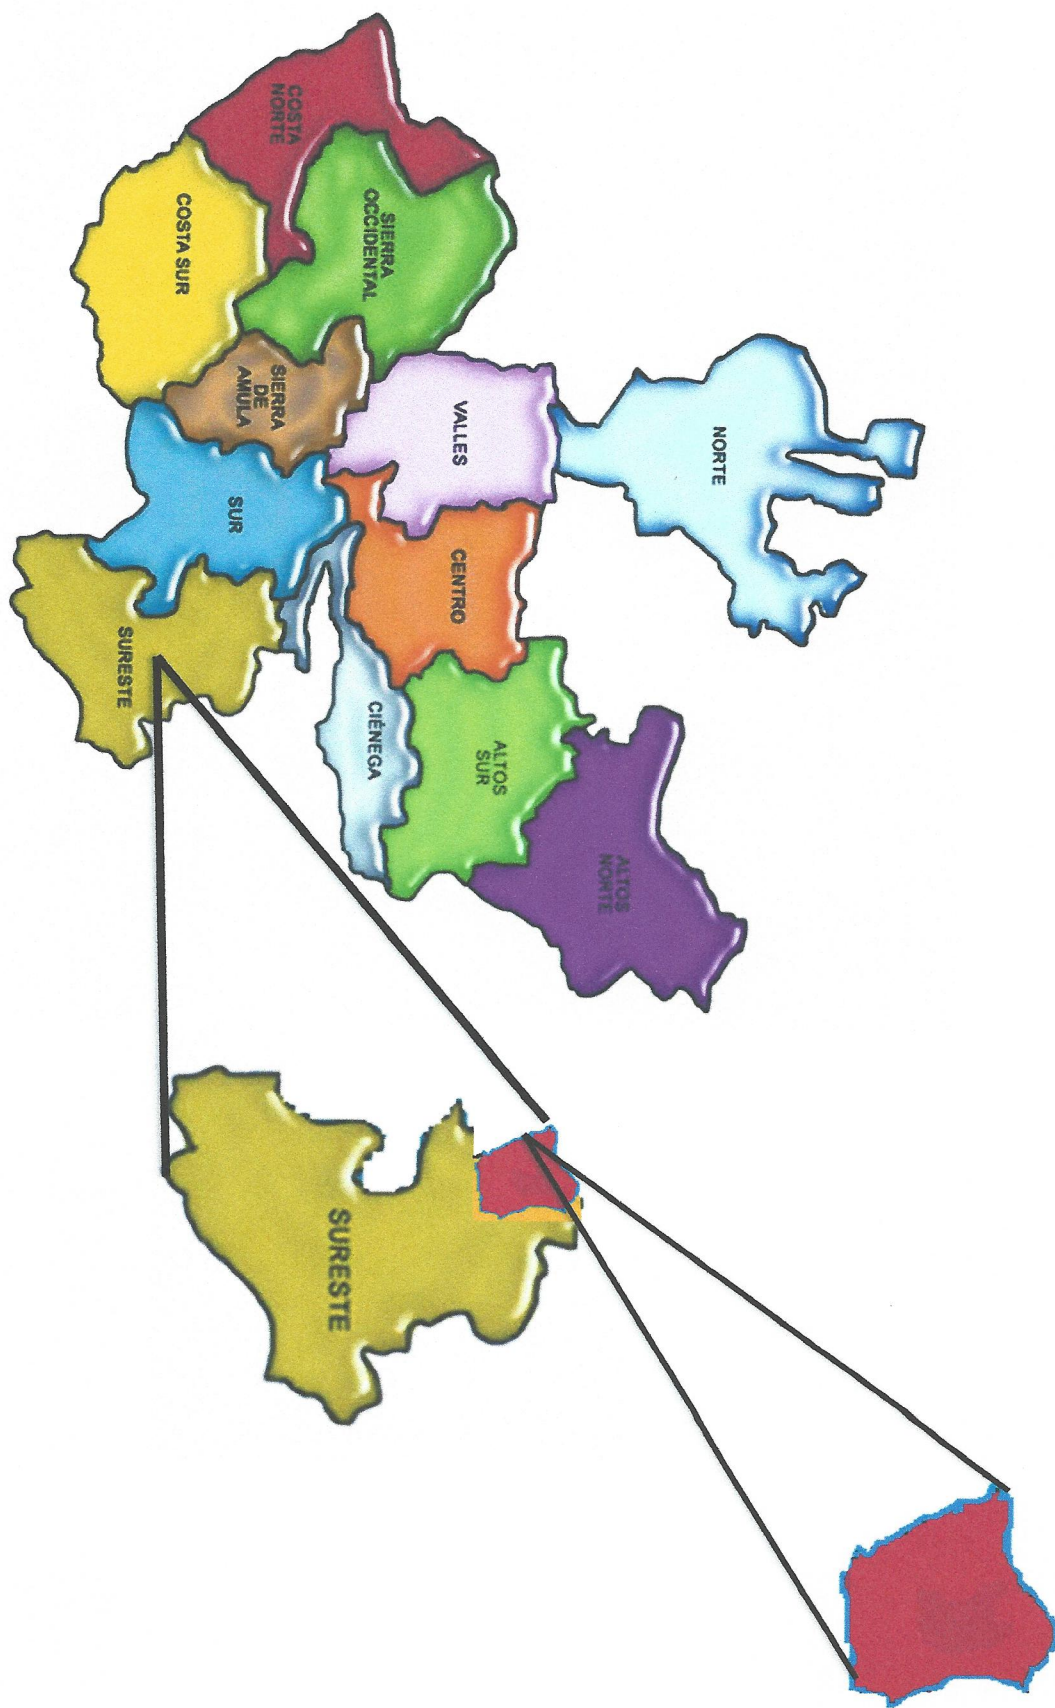 NORTE
COSTA
NORTE
SIERRA
OCCIDENTAL
COSTA SUR
SIERRA
DE
AMULA
VALLES
SUR
CENTRO
SURESTE
CIÉNEGA
ALTOS
SUR
ALTOS
NORTE
SURESTE